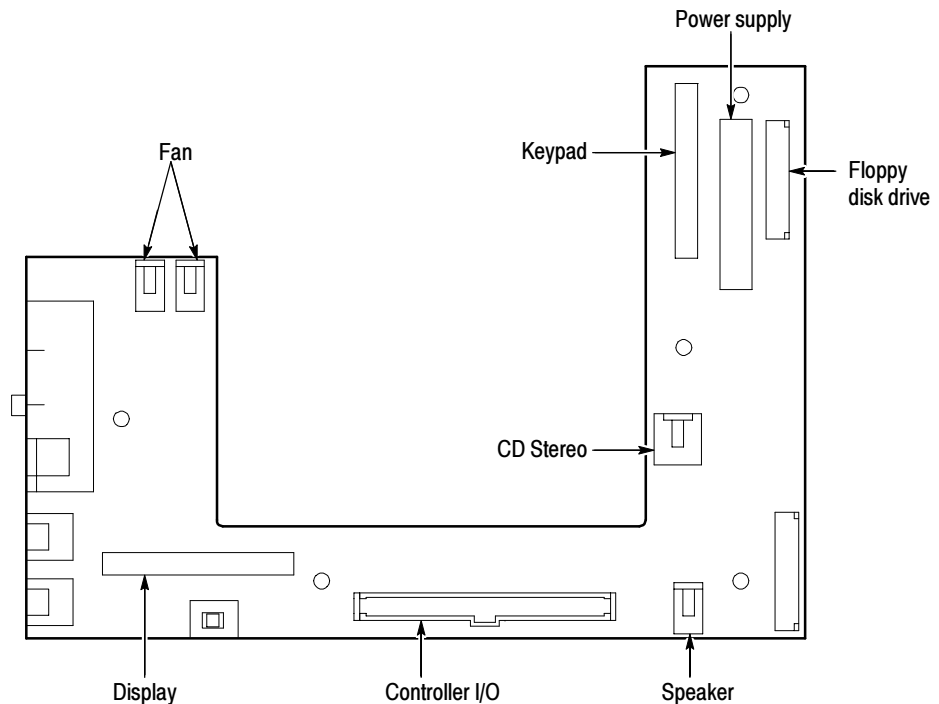 Power supply
Fan
Keypad
Floppy
disk drive
CD Stereo
Display
Controller I/O
Speaker